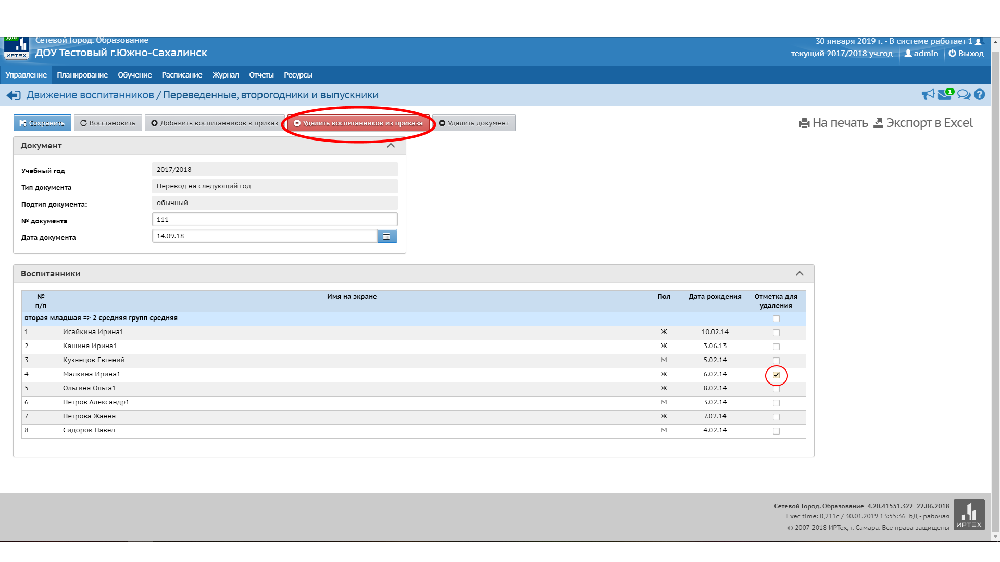 ДОУ
Сетевой Город. Образование
30 января 2019 г. - В системе работает 1
ИРТЕХ
ДОУ Тестовый г.Южно-Сахалинск
текущий 2017/2018 уч.год
admin
Выход
Управление Планирование Обучение Расписание Журнал Отчеты Ресурсы
Движение воспитанников / Переведенные, второгодники и выпускники
1
Сохранить
Восстановить
Добавить воспитанников в приказ
Удалить воспитанников из приказа
Удалить документ
На печать
Экспорт в Excel
Документ
Учебный год 2017/2018
Тип документа Перевод на следующий год
Подтип документа: обычный
№ документа 111
Дата документа 14.09.18
Воспитанники
№ п/п Имя на экране Пол Дата рождения Отметка для удаления
вторая младшая => 2 средняя групп средняя
1 Исайкина Ирина1 Ж 10.02.14
2 Кашина Ирина1 Ж 3.06.13
3 Кузнецов Евгений М 5.02.14
4 Малкина Ирина1 Ж 6.02.14
5 Ольгина Ольга1 Ж 8.02.14
6 Петров Александр1 М 3.02.14
7 Петрова Жанна Ж 7.02.14
8 Сидоров Павел М 4.02.14
Сетевой Город. Образование 4.20.41551.322 22.06.2018
Exec time: 0,211с / 30.01.2019 13:55:36 БД - рабочая
© 2007-2018 ИРТех, г. Самара. Все права защищены
ИРТЕХ